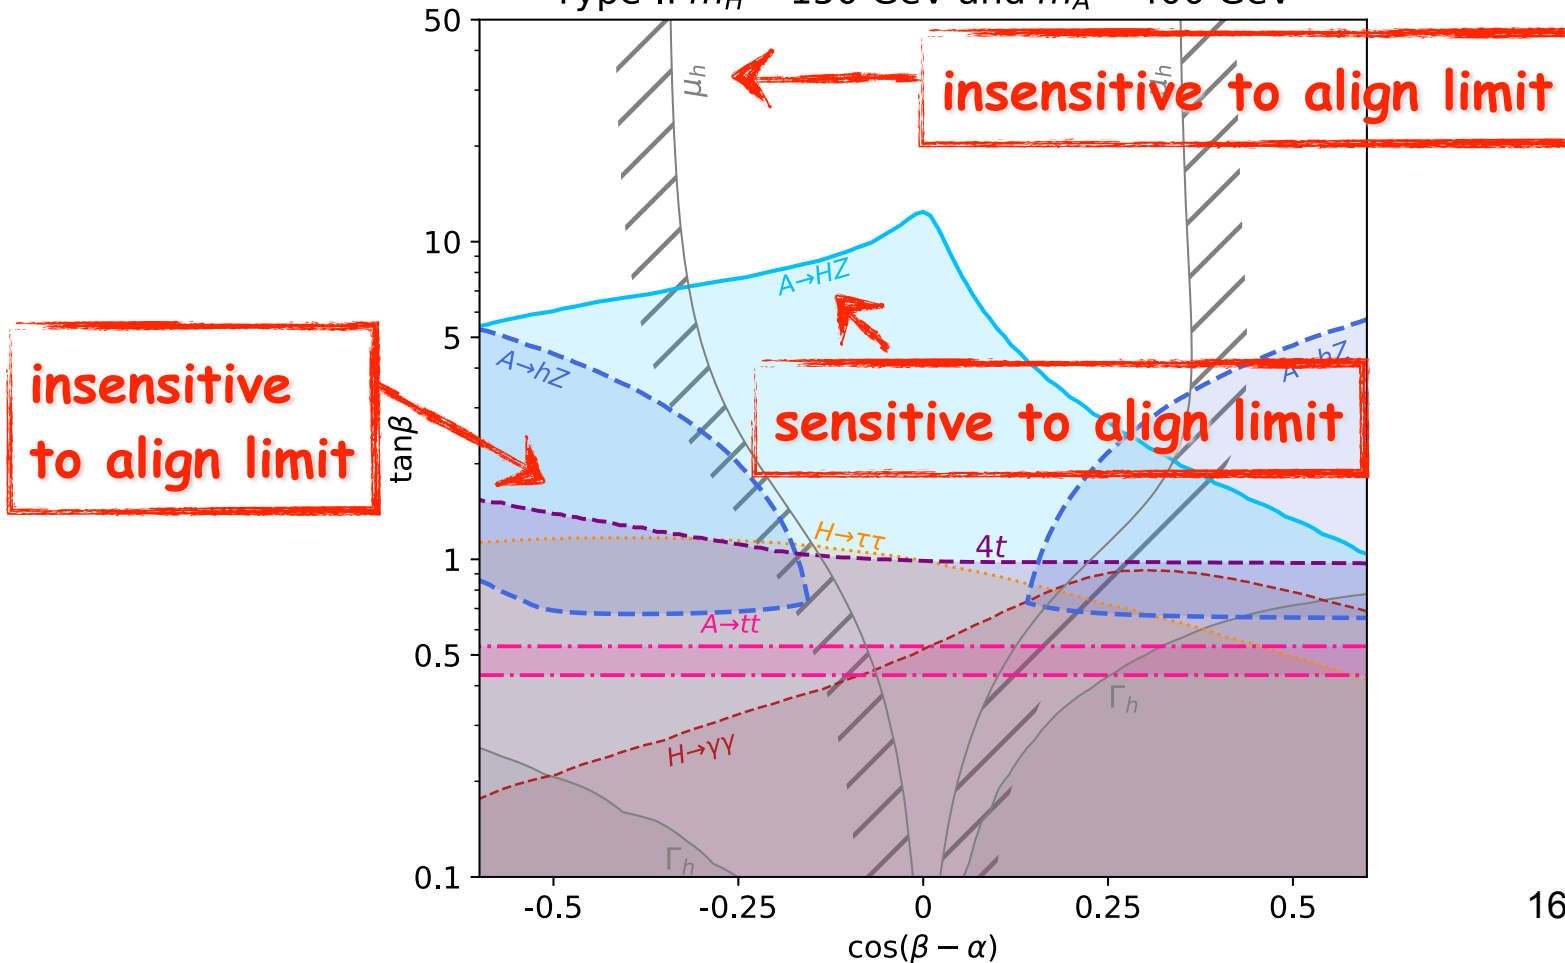 50
μh
insensitive to align limit
10
A→HZ
5
A→hZ
insensitive
to align limit
tanβ
sensitive to align limit
H→ττ
4t
1
A→tt
0.5
Γh
H→γγ
Γh
0.1
-0.5
-0.25
0
0.25
0.5
16
cos(β − α)